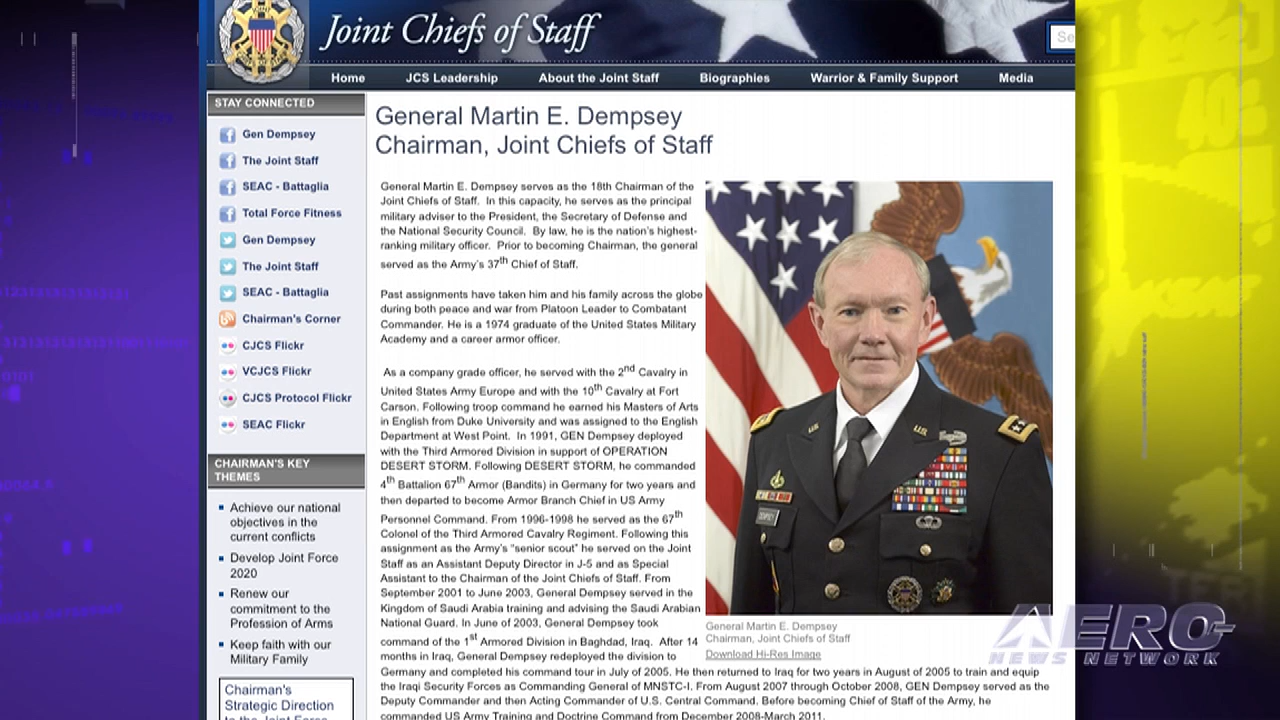 Joint Chiefs of Staff
Se
Home JCS Leadership About the Joint Staff Biographies Warrior & Family Support Media
STAY CONNECTED
Gen Dempsey
The Joint Staff
SEAC - Battaglia
Total Force Fitness
Gen Dempsey
The Joint Staff
SEAC - Battaglia
Chairman's Corner
CJCS Flickr
VCJCS Flickr
CJCS Protocol Flickr
SEAC Flickr
CHAIRMAN'S KEY
THEMES
Achieve our national
objectives in the
current conflicts
Develop Joint Force
2020
Renew our
commitment to the
Profession of Arms
Keep faith with our
Military Family
Chairman's
Strategic Direction
to the Joint Force
General Martin E. Dempsey
Chairman, Joint Chiefs of Staff
General Martin E. Dempsey serves as the 18th Chairman of the
Joint Chiefs of Staff. In this capacity, he serves as the principal
military adviser to the President, the Secretary of Defense and
the National Security Council. By law, he is the nation's highest-
ranking military officer. Prior to becoming Chairman, the general
served as the Army's 37th Chief of Staff.
Past assignments have taken him and his family across the globe
during both peace and war from Platoon Leader to Combatant
Commander. He is a 1974 graduate of the United States Military
Academy and a career armor officer.
As a company grade officer, he served with the 2nd Cavalry in
United States Army Europe and with the 10th Cavalry at Fort
Carson. Following troop command he earned his Masters of Arts
in English from Duke University and was assigned to the English
Department at West Point. In 1991, GEN Dempsey deployed
with the Third Armored Division in support of OPERATION
DESERT STORM. Following DESERT STORM, he commanded
4th Battalion 67th Armor (Bandits) in Germany for two years and
then departed to become Armor Branch Chief in US Army
Personnel Command. From 1996-1998 he served as the 67th
Colonel of the Third Armored Cavalry Regiment. Following this
assignment as the Army's "senior scout" he served on the Joint
Staff as an Assistant Deputy Director in J-5 and as Special
Assistant to the Chairman of the Joint Chiefs of Staff. From
September 2001 to June 2003, General Dempsey served in the
Kingdom of Saudi Arabia training and advising the Saudi Arabian
National Guard. In June of 2003, General Dempsey took
command of the 1st Armored Division in Baghdad, Iraq. After 14
months in Iraq, General Dempsey redeployed the division to
Germany and completed his command tour in July of 2005. He then returned to Iraq for two years in August of 2005 to train and equip
the Iraqi Security Forces as Commanding General of MNSTC-I. From August 2007 through October 2008, GEN Dempsey served as the
Deputy Commander and then Acting Commander of U.S. Central Command. Before becoming Chief of Staff of the Army, he
commanded US Army Training and Doctrine Command from December 2008-March 2011.
U.S.
U.S.
DEMPSEY
General Martin E. Dempsey
Chairman, Joint Chiefs of Staff
Download Hi-Res Image
AERO-
NEWS NETWORK